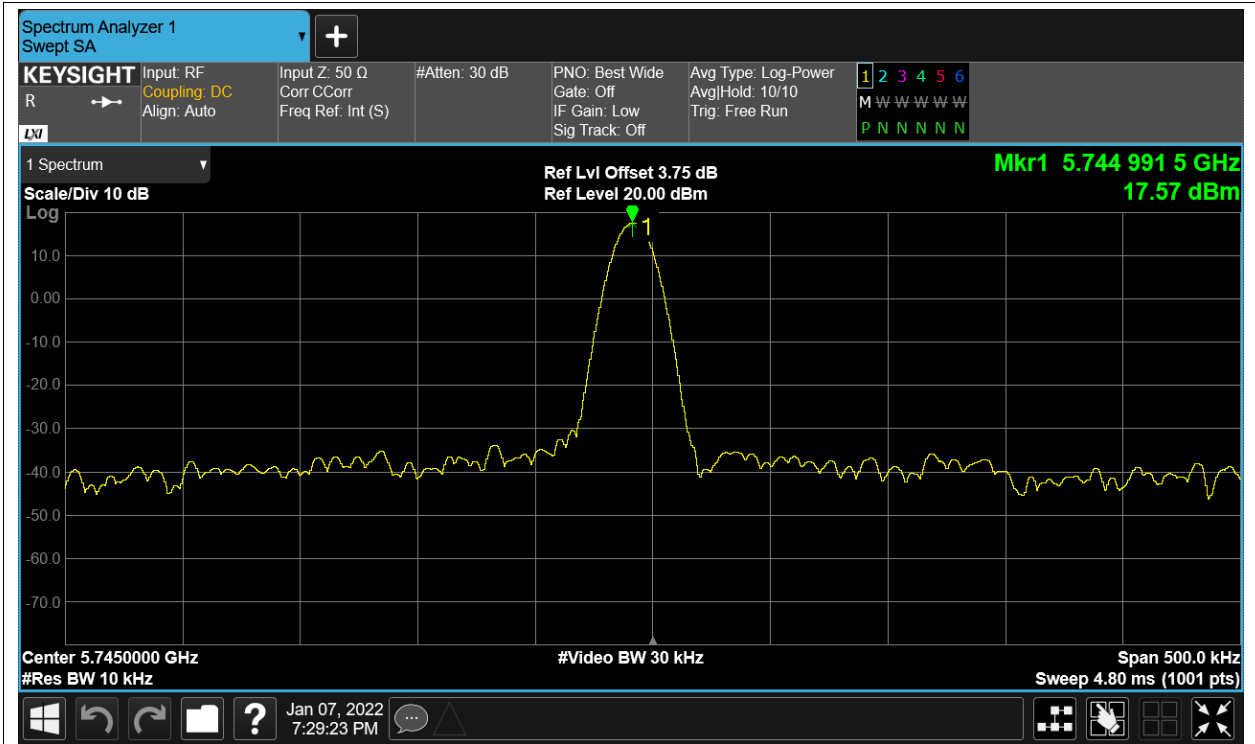 Spectrum Analyzer 1
Swept SA
KEYSIGHT
R
LXI
Input: RF
Coupling: DC
Align: Auto
Input Z: 50 Ω
Corr CCorr
Freq Ref: Int (S)
#Atten: 30 dB
PNO: Best Wide
Gate: Off
IF Gain: Low
Sig Track: Off
Avg Type: Log-Power
Avg|Hold: 10/10
Trig: Free Run
1 2 3 4 5 6
M W W W W W
P N N N N N
1 Spectrum
Scale/Div 10 dB
Ref Lvl Offset 3.75 dB
Ref Level 20.00 dBm
Mkr1 5.744 991 5 GHz
17.57 dBm
Log
1
10.0
0.00
-10.0
-20.0
-30.0
-40.0
-50.0
-60.0
-70.0
Center 5.7450000 GHz
#Video BW 30 kHz
Span 500.0 kHz
#Res BW 10 kHz
Sweep 4.80 ms (1001 pts)
?
Jan 07, 2022
7:29:23 PM